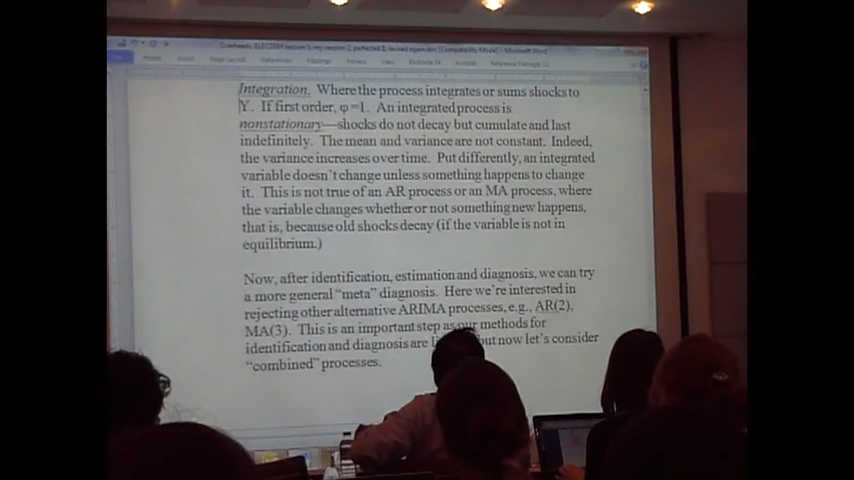 Integration. Where the process integrates or sums shocks to
Y. If first order, φ=1. An integrated process is
nonstationary—shocks do not decay but cumulate and last
indefinitely. The mean and variance are not constant. Indeed,
the variance increases over time. Put differently, an integrated
variable doesn't change unless something happens to change
it. This is not true of an AR process or an MA process, where
the variable changes whether or not something new happens,
that is, because old shocks decay (if the variable is not in
equilibrium.)
Now, after identification, estimation and diagnosis, we can try
a more general "meta" diagnosis. Here we're interested in
rejecting other alternative ARIMA processes, e.g., AR(2),
MA(3). This is an important step as our methods for
identification and diagnosis are but now let's consider
"combined" processes.